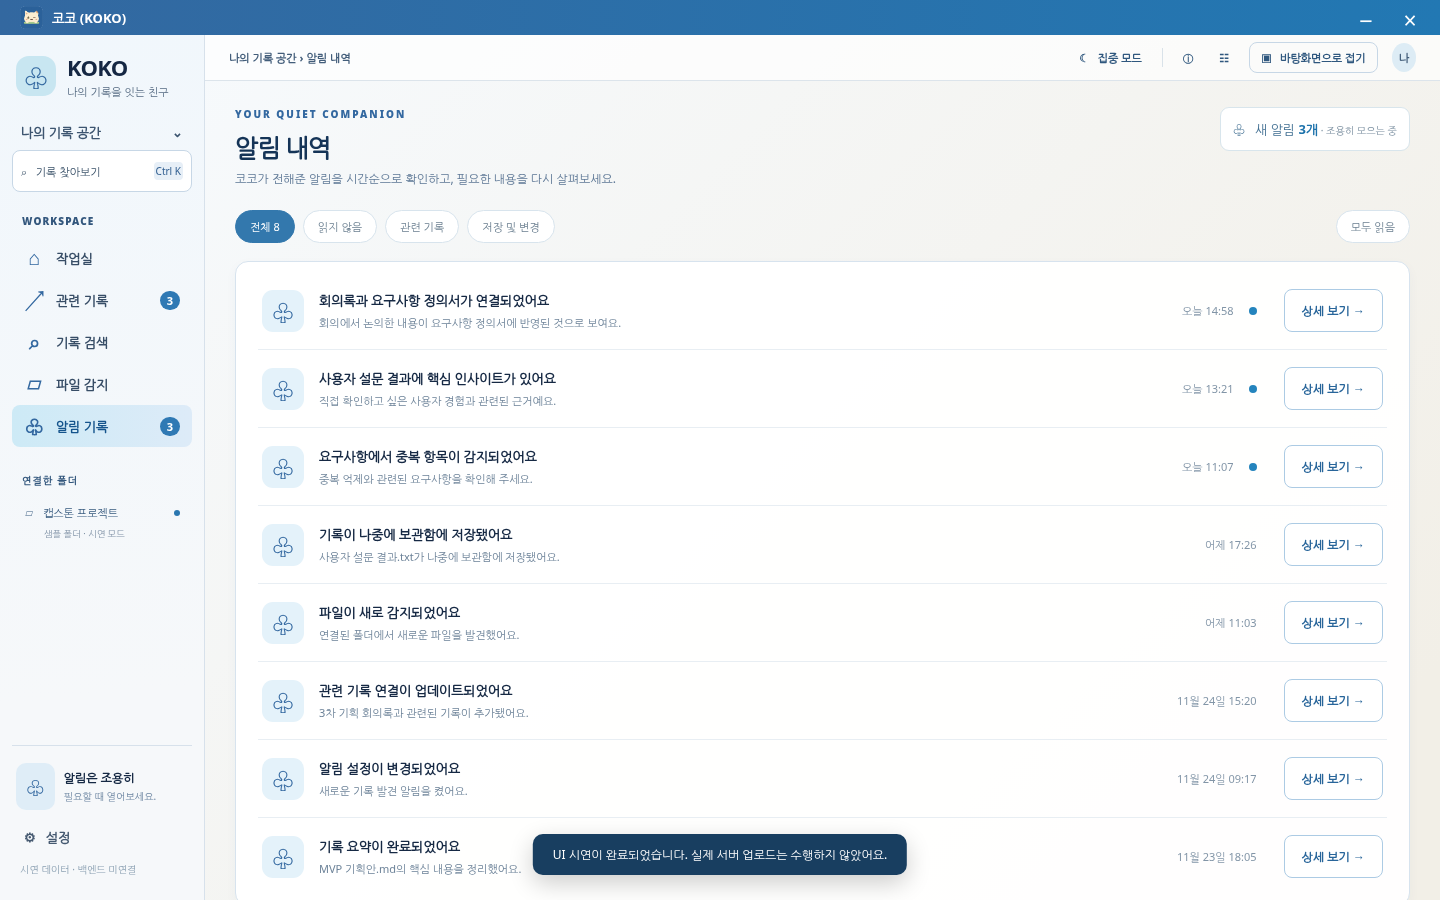 코코 (KOKO)
KOKO
나의 기록을 잇는 친구
나의 기록 공간
기록 찾아보기 Ctrl K
WORKSPACE
작업실
관련 기록 3
기록 검색
파일 감지
알림 기록 3
연결한 폴더
캡스톤 프로젝트
샘플 폴더 · 시연 모드
알림은 조용히
필요할 때 열어보세요.
설정
시연 데이터 · 백엔드 미연결
나의 기록 공간 › 알림 내역
집중 모드
바탕화면으로 접기
나
YOUR QUIET COMPANION
알림 내역
코코가 전해준 알림을 시간순으로 확인하고, 필요한 내용을 다시 살펴보세요.
새 알림 3개 · 조용히 모으는 중
전체 8
읽지 않음
관련 기록
저장 및 변경
모두 읽음
회의록과 요구사항 정의서가 연결되었어요
회의에서 논의한 내용이 요구사항 정의서에 반영된 것으로 보여요.
오늘 14:58
상세 보기 →
사용자 설문 결과에 핵심 인사이트가 있어요
직접 확인하고 싶은 사용자 경험과 관련된 근거예요.
오늘 13:21
상세 보기 →
요구사항에서 중복 항목이 감지되었어요
중복 억제와 관련된 요구사항을 확인해 주세요.
오늘 11:07
상세 보기 →
기록이 나중에 보관함에 저장됐어요
사용자 설문 결과.txt가 나중에 보관함에 저장됐어요.
어제 17:26
상세 보기 →
파일이 새로 감지되었어요
연결된 폴더에서 새로운 파일을 발견했어요.
어제 11:03
상세 보기 →
관련 기록 연결이 업데이트되었어요
3차 기획 회의록과 관련된 기록이 추가됐어요.
11월 24일 15:20
상세 보기 →
알림 설정이 변경되었어요
새로운 기록 발견 알림을 켰어요.
11월 24일 09:17
상세 보기 →
기록 요약이 완료되었어요
MVP 기획안.md의 핵심 내용을 정리했어요.
11월 23일 18:05
상세 보기 →
UI 시연이 완료되었습니다. 실제 서버 업로드는 수행하지 않았어요.